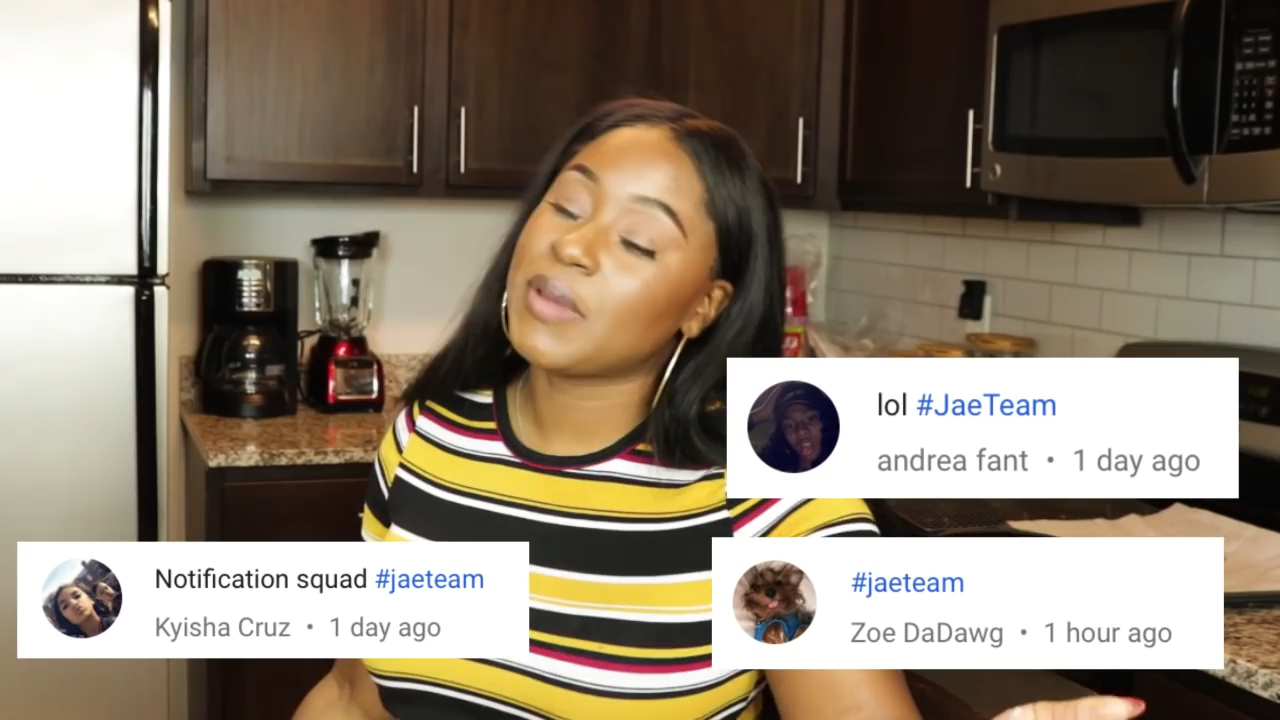 lol #JaeTeam
andrea fant • 1 day ago
Notification squad #jaeteam
Kyisha Cruz • 1 day ago
#jaeteam
Zoe DaDawg • 1 hour ago